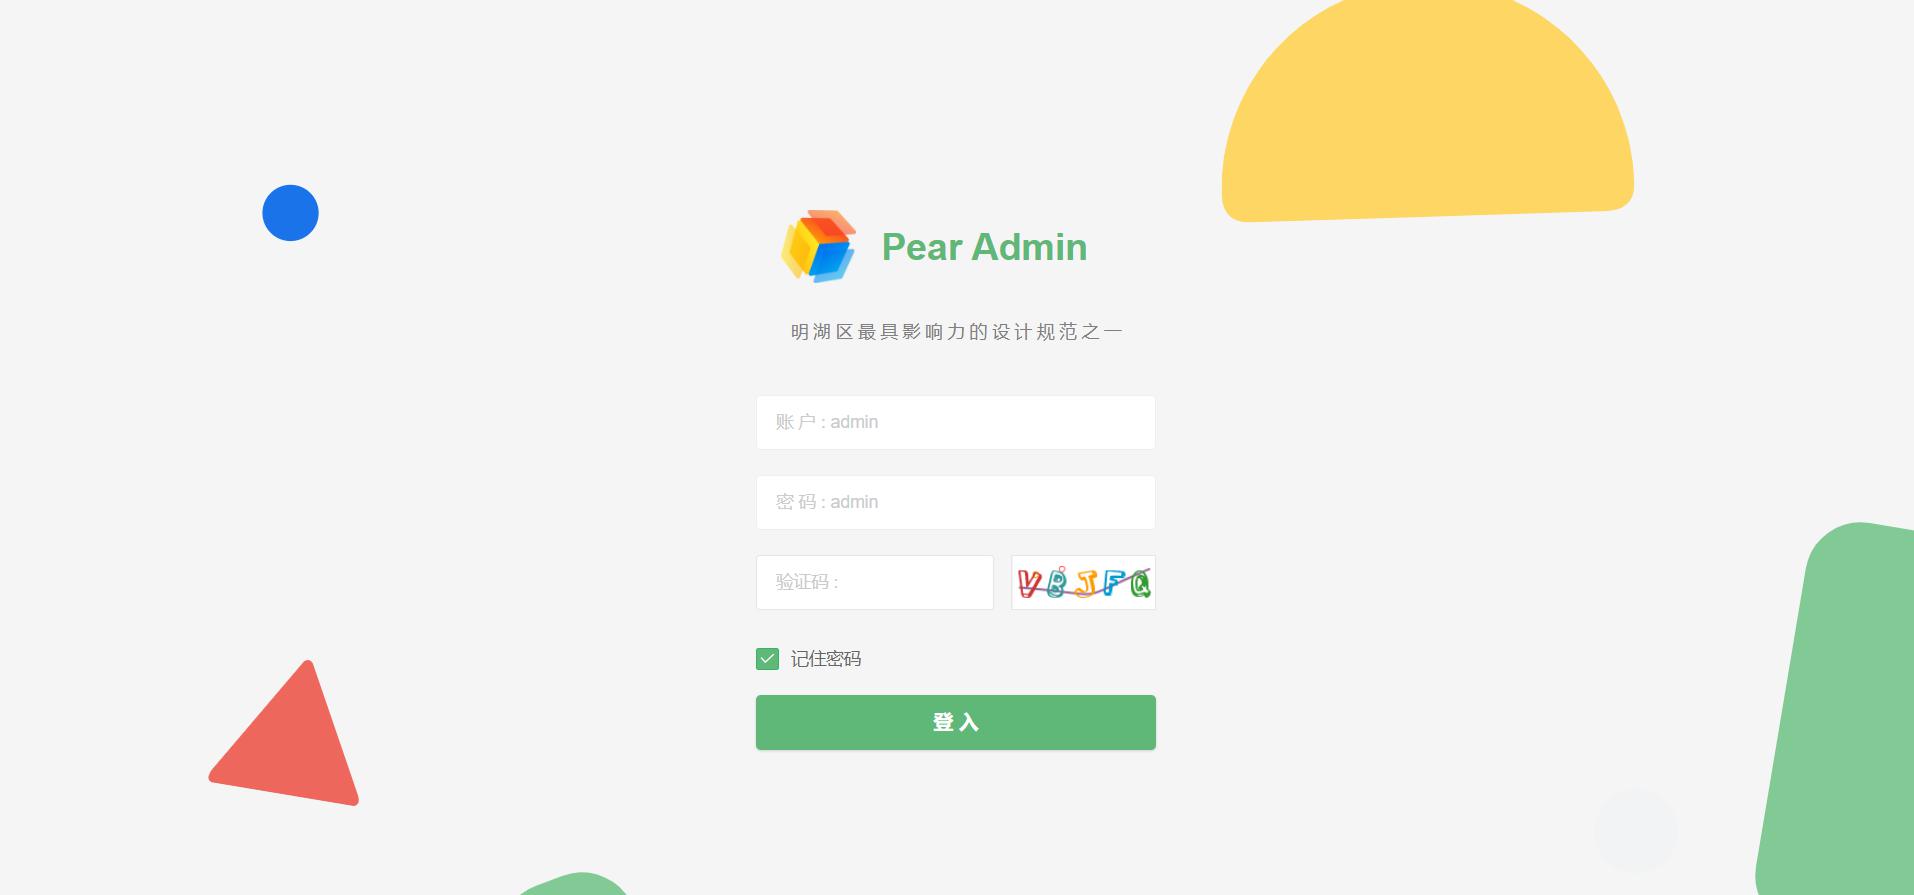 Pear Admin
明湖区最具影响力的设计规范之一
账 户 : admin
密 码 : admin
验证码 :
VBJFQ
记住密码
登 入